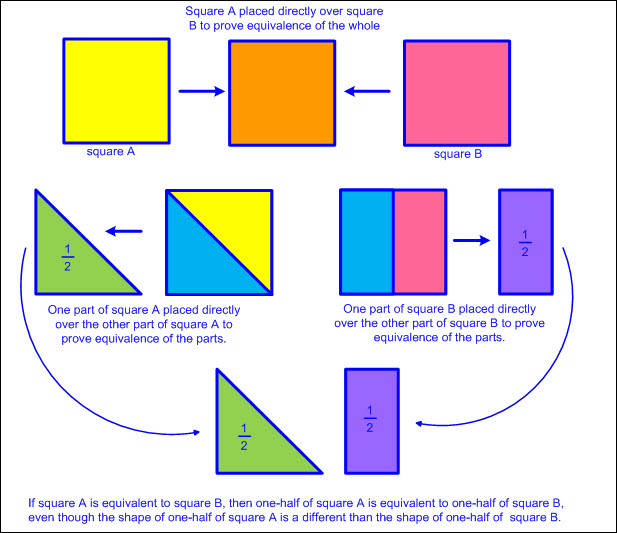 Square A placed directly over square
B to prove equivalence of the whole
square A
square B
1
2
1
2
One part of square A placed directly
over the other part of square A to
prove equivalence of the parts.
One part of square B placed directly
over the other part of square B to prove
equivalence of the parts.
1
2
1
2
If square A is equivalent to square B, then one-half of square A is equivalent to one-half of square B,
even though the shape of one-half of square A is a different than the shape of one-half of  square B.